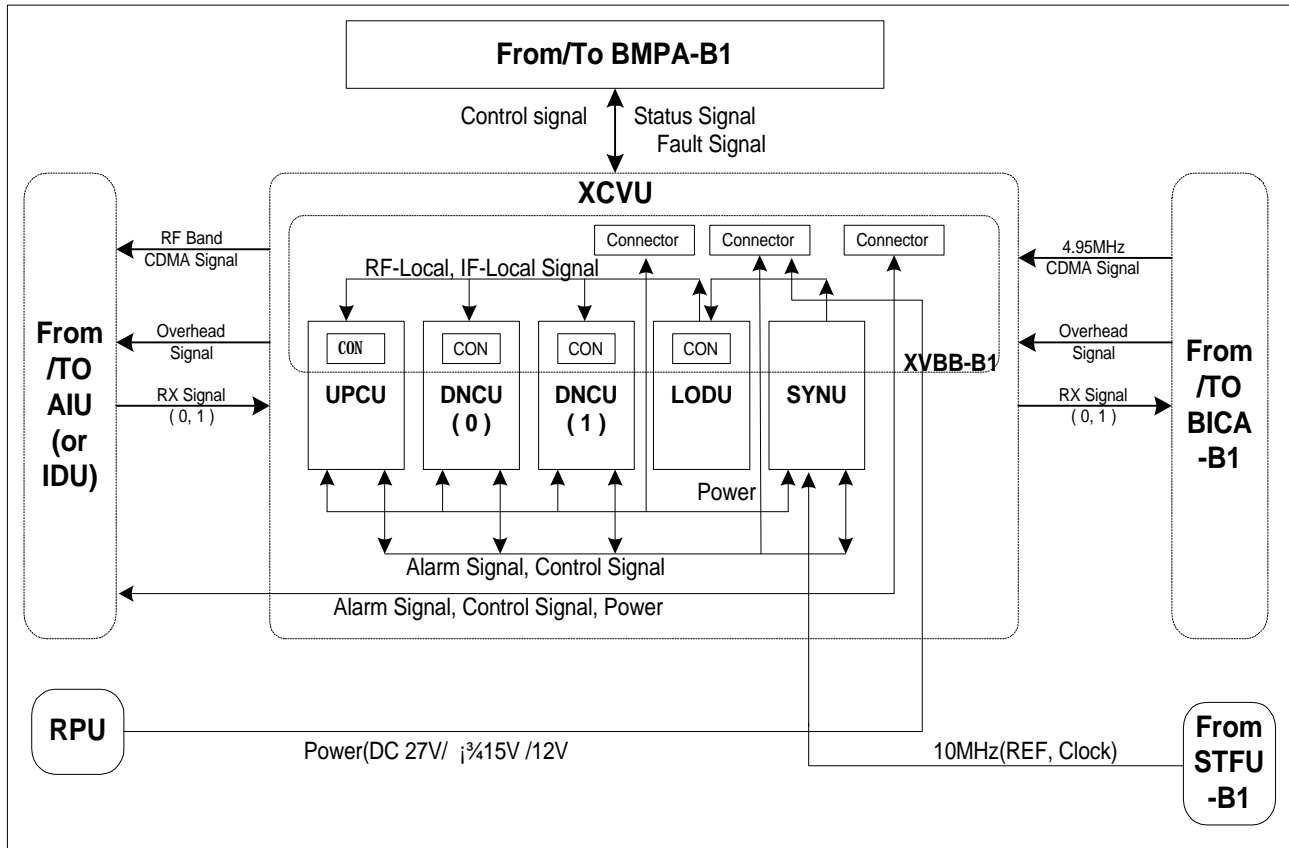 From/To BMPA-B1
Control signal
Status Signal
Fault Signal
XCVU
RF Band
CDMA Signal
Connector
Connector
Connector
4.95MHz
CDMA Signal
RF-Local, IF-Local Signal
From
/TO
AIU
(or
IDU)
Overhead
Signal
CON
CON
CON
CON
XVBB-B1
Overhead
Signal
From
/TO
BICA
-B1
RX Signal
( 0, 1 )
UPCU
DNCU
( 0 )
DNCU
( 1 )
LODU
SYNU
RX Signal
( 0, 1 )
Power
Alarm Signal, Control Signal
Alarm Signal, Control Signal, Power
RPU
Power(DC 27V/ ¡¾15V /12V
10MHz(REF, Clock)
From
STFU
-B1